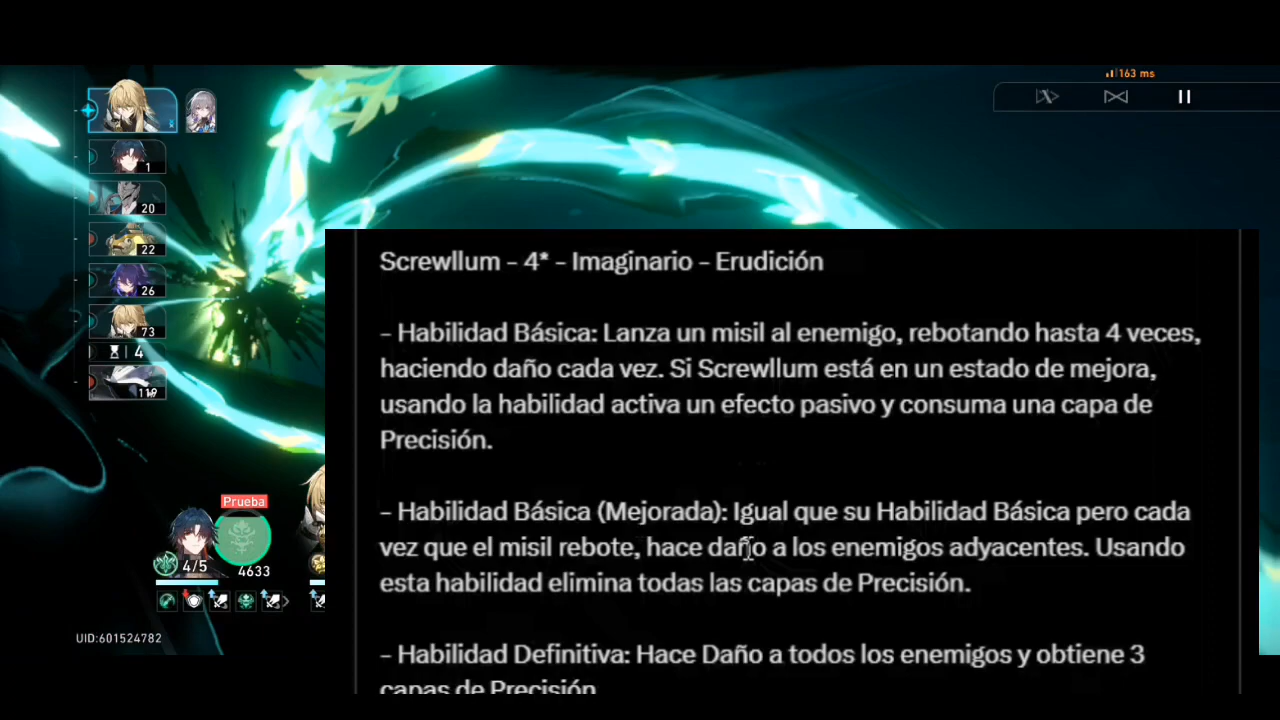 163 ms
1
20
22
26
73
4
119
Screwllum - 4* - Imaginario - Erudición
- Habilidad Básica: Lanza un misil al enemigo, rebotando hasta 4 veces,
haciendo daño cada vez. Si Screwllum está en un estado de mejora,
usando la habilidad activa un efecto pasivo y consuma una capa de
Precisión.
- Habilidad Básica (Mejorada): Igual que su Habilidad Básica pero cada
vez que el misil rebote, hace daño a los enemigos adyacentes. Usando
esta habilidad elimina todas las capas de Precisión.
- Habilidad Definitiva: Hace Daño a todos los enemigos y obtiene 3
capas de Precisión
Prueba
4/5
4633
UID:601524782